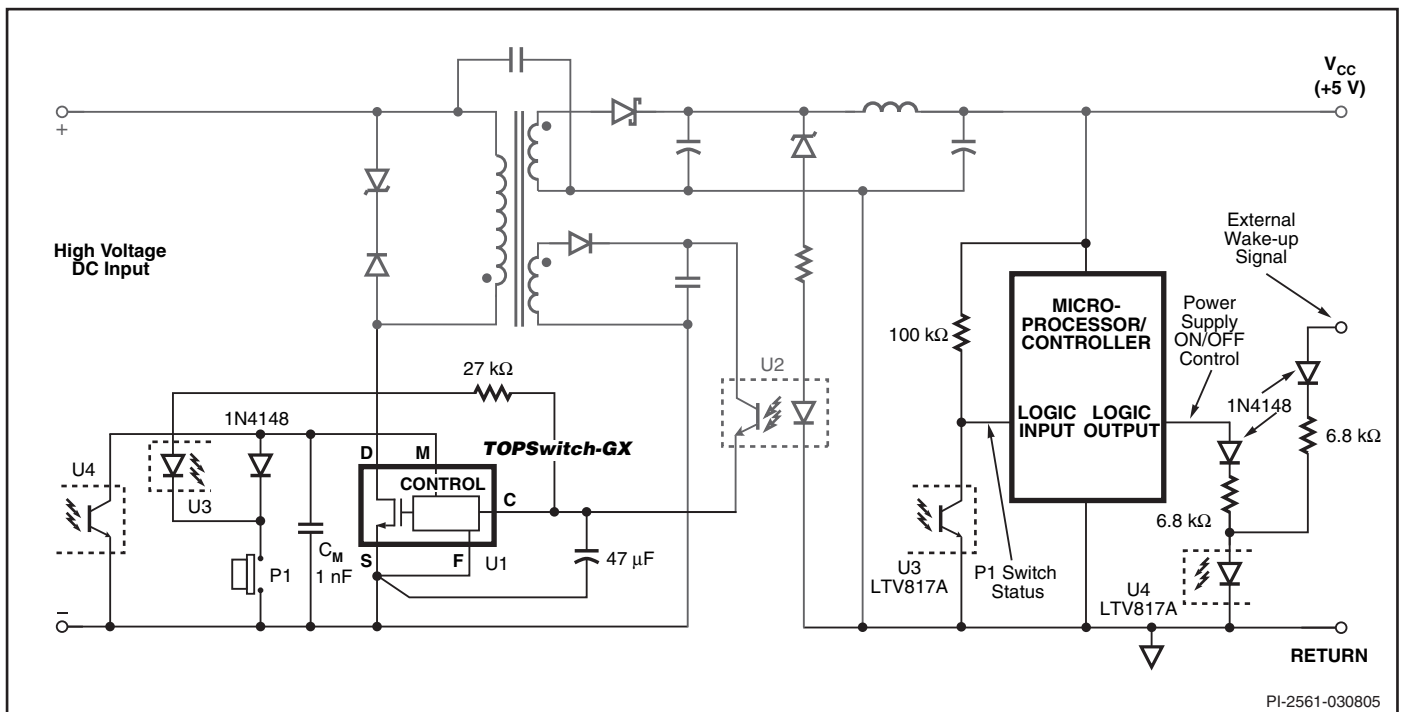 V_CC
(+5 V)
+
High Voltage
DC Input
External
Wake-up
Signal
MICRO-
PROCESSOR/
CONTROLLER
Power
Supply
ON/OFF
Control
100 kΩ
U2
27 kΩ
1N4148
TOPSwitch-GX
LOGIC
INPUT
LOGIC
OUTPUT
1N4148
6.8 kΩ
D
M
CONTROL
C
U4
U3
S
F
U1
47 µF
C_M
1 nF
P1
6.8 kΩ
U3
LTV817A
P1 Switch
Status
U4
LTV817A
−
RETURN
PI-2561-030805